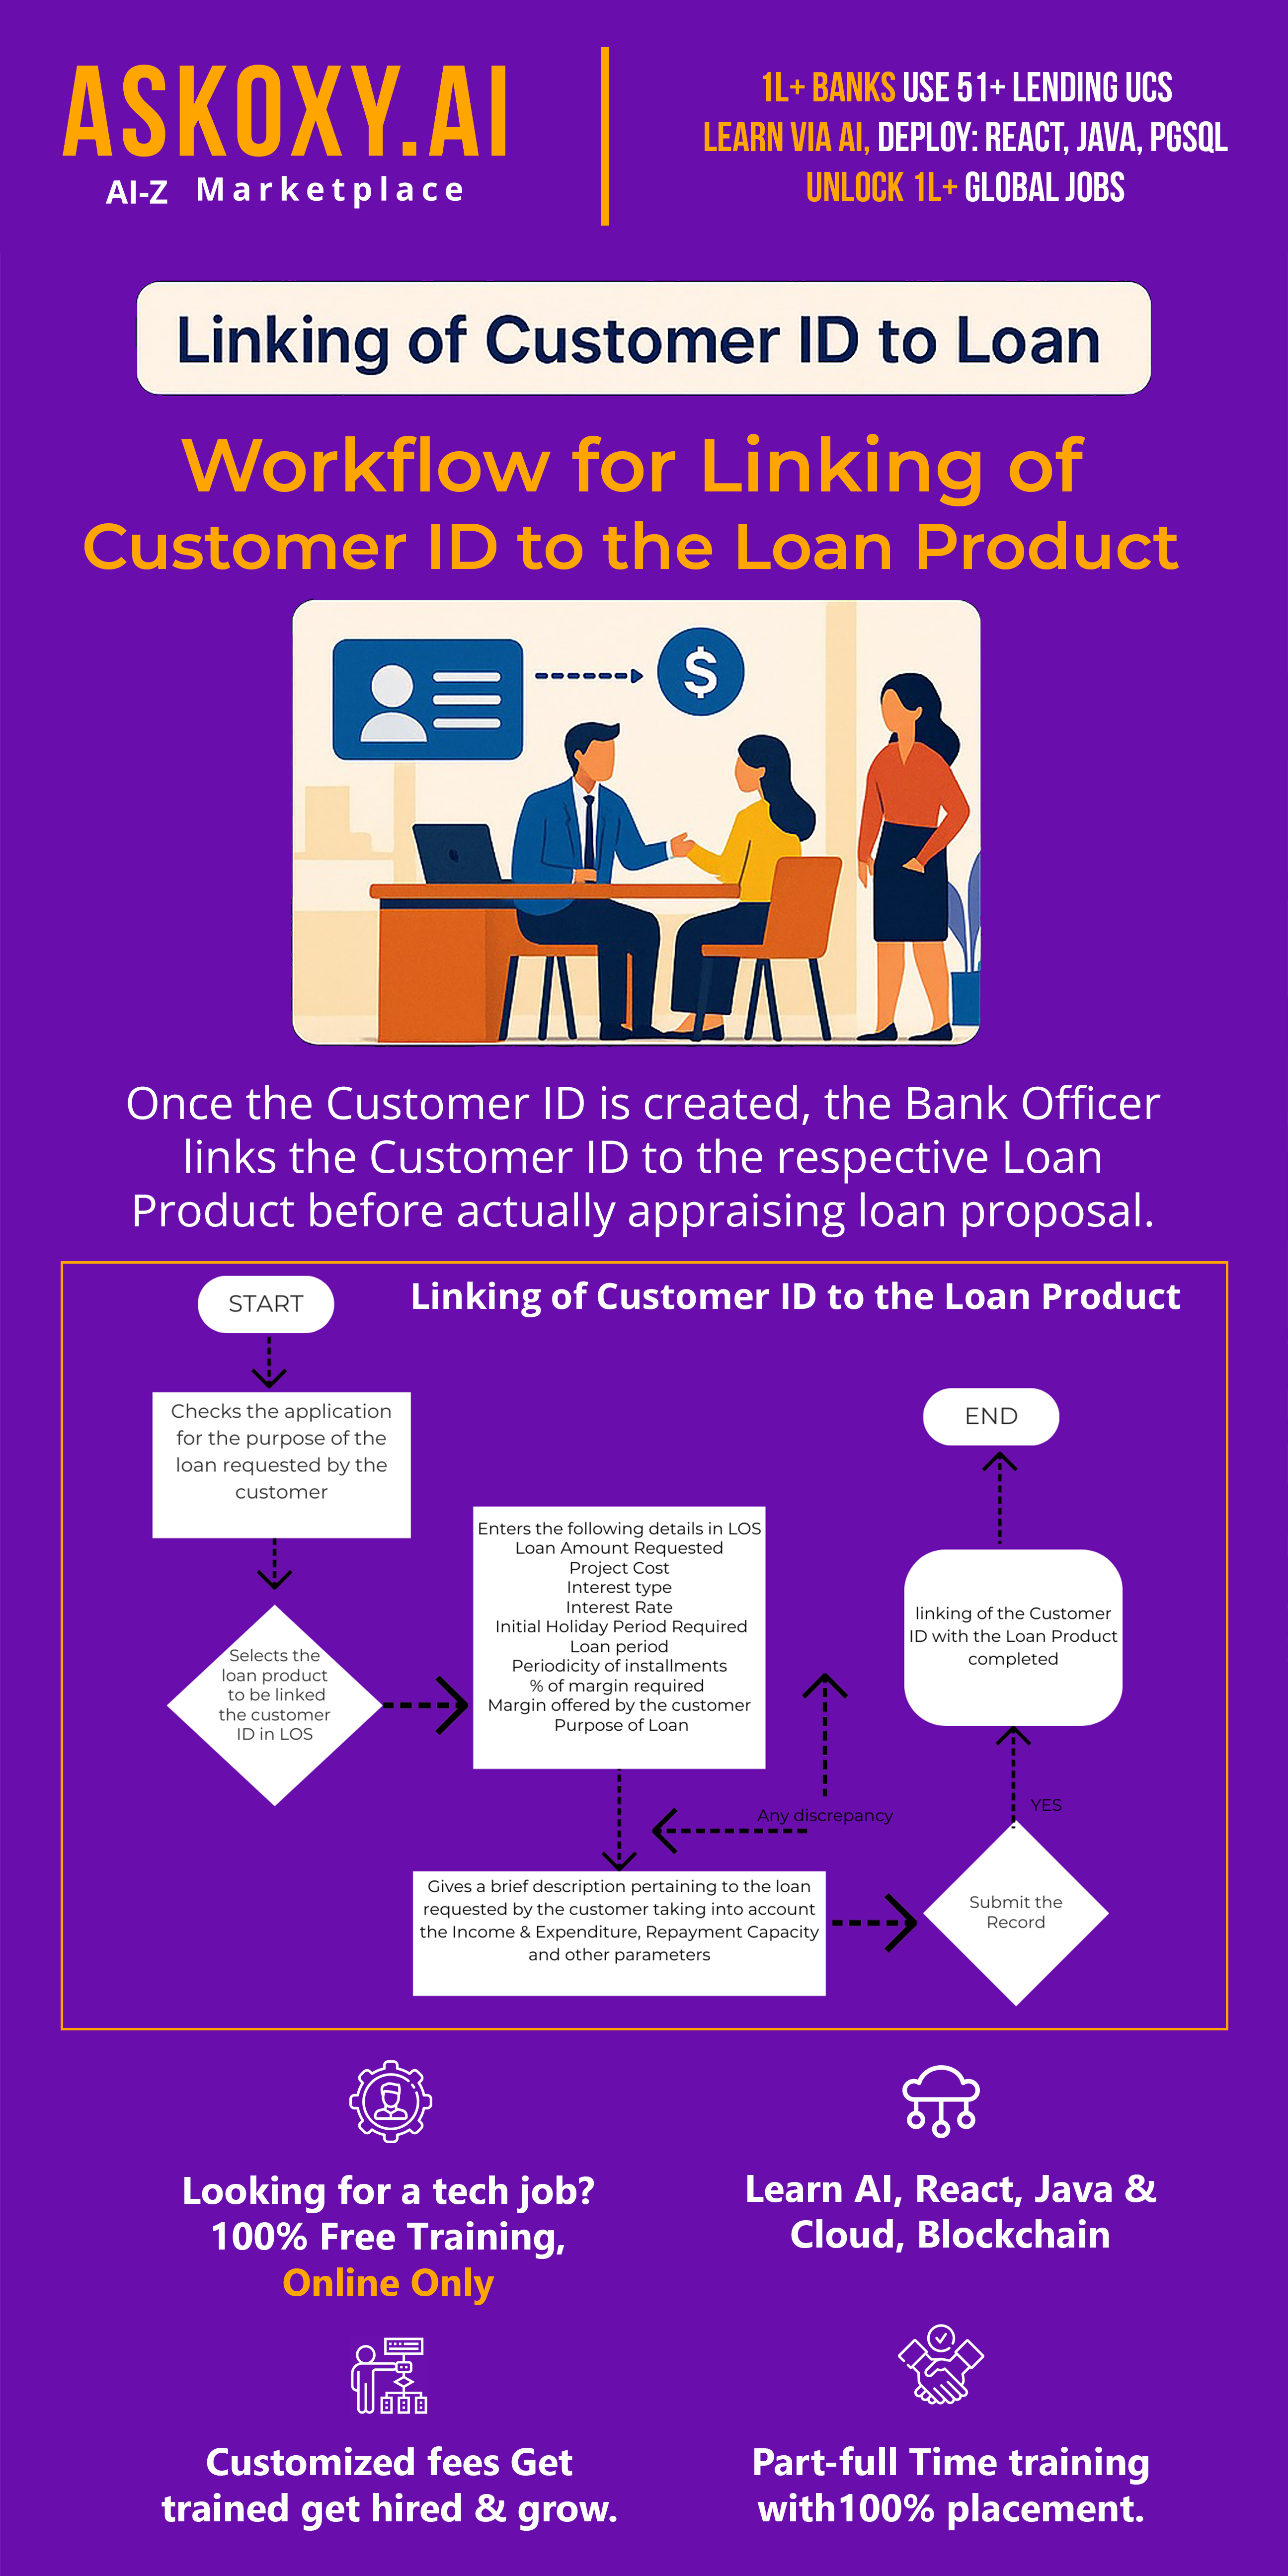 ASKOXY.AI
AI-Z Marketplace
1L+ BANKS USE 51+ LENDING UCS
LEARN VIA AI, DEPLOY: REACT, JAVA, PGSQL
UNLOCK 1L+ GLOBAL JOBS
Linking of Customer ID to Loan
Workflow for Linking of
Customer ID to the Loan Product
$
Once the Customer ID is created, the Bank Officer
links the Customer ID to the respective Loan
Product before actually appraising loan proposal.
Linking of Customer ID to the Loan Product
START
Checks the application
for the purpose of the
loan requested by the
customer
Selects the
loan product
to be linked
the customer
ID in LOS
Enters the following details in LOS
Loan Amount Requested
Project Cost
Interest type
Interest Rate
Initial Holiday Period Required
Loan period
Periodicity of installments
% of margin required
Margin offered by the customer
Purpose of Loan
Any discrepancy
Gives a brief description pertaining to the loan
requested by the customer taking into account
the Income & Expenditure, Repayment Capacity
and other parameters
Submit the
Record
YES
linking of the Customer
ID with the Loan Product
completed
END
Looking for a tech job?
100% Free Training,
Online Only
Learn AI, React, Java &
Cloud, Blockchain
Customized fees Get
trained get hired & grow.
Part-full Time training
with100% placement.